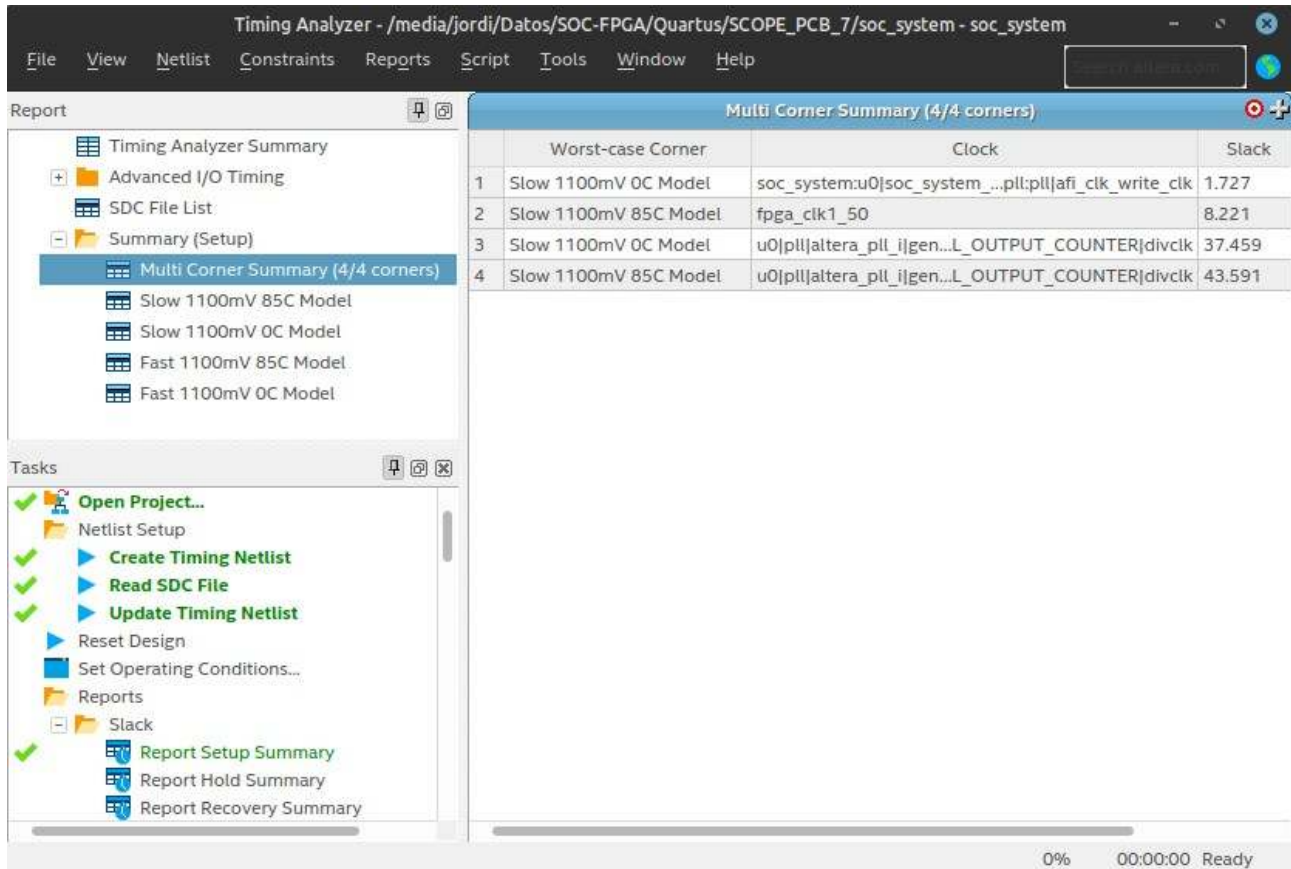 Timing Analyzer - /media/jordi/Datos/SOC-FPGA/Quartus/SCOPE_PCB_7/soc_system - soc_system
File View Netlist Constraints Reports Script Tools Window Help
Search altera.com
Report
Timing Analyzer Summary
Advanced I/O Timing
SDC File List
Summary (Setup)
Multi Corner Summary (4/4 corners)
Slow 1100mV 85C Model
Slow 1100mV 0C Model
Fast 1100mV 85C Model
Fast 1100mV 0C Model
Tasks
Open Project...
Netlist Setup
Create Timing Netlist
Read SDC File
Update Timing Netlist
Reset Design
Set Operating Conditions...
Reports
Slack
Report Setup Summary
Report Hold Summary
Report Recovery Summary
Multi Corner Summary (4/4 corners)
Worst-case Corner Clock Slack
1 Slow 1100mV 0C Model soc_system:u0|soc_system_...pll:pll|afi_clk_write_clk 1.727
2 Slow 1100mV 85C Model fpga_clk1_50 8.221
3 Slow 1100mV 0C Model u0|pll|altera_pll_i|gen...L_OUTPUT_COUNTER|divclk 37.459
4 Slow 1100mV 85C Model u0|pll|altera_pll_i|gen...L_OUTPUT_COUNTER|divclk 43.591
0% 00:00:00 Ready